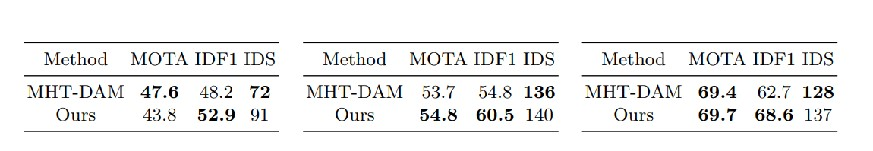 Method MOTA IDF1 IDS
MHT-DAM 47.6 48.2 72
Ours 43.8 52.9 91
Method MOTA IDF1 IDS
MHT-DAM 53.7 54.8 136
Ours 54.8 60.5 140
Method MOTA IDF1 IDS
MHT-DAM 69.4 62.7 128
Ours 69.7 68.6 137